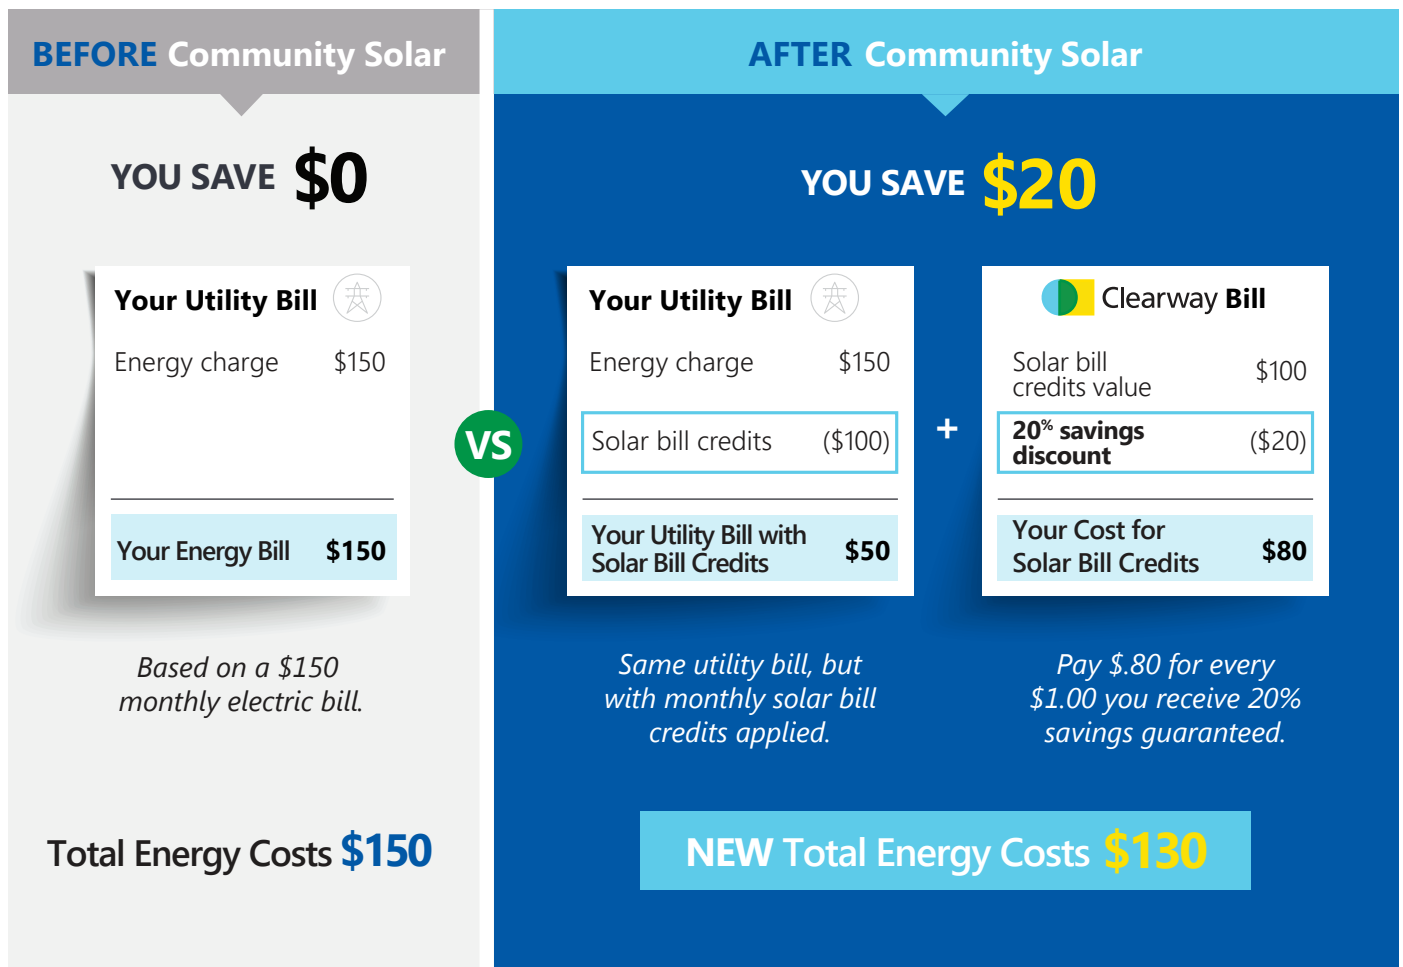 BEFORE Community Solar
YOU SAVE $0
Your Utility Bill
Energy charge $150
Your Energy Bill $150
Based on a $150
monthly electric bill.
Total Energy Costs $150
VS
AFTER Community Solar
YOU SAVE $20
Your Utility Bill
Energy charge $150
Solar bill credits ($100)
Your Utility Bill with
Solar Bill Credits $50
Same utility bill, but
with monthly solar bill
credits applied.
+
Clearway Bill
Solar bill
credits value $100
20% savings
discount ($20)
Your Cost for
Solar Bill Credits $80
Pay $.80 for every
$1.00 you receive 20%
savings guaranteed.
NEW Total Energy Costs $130